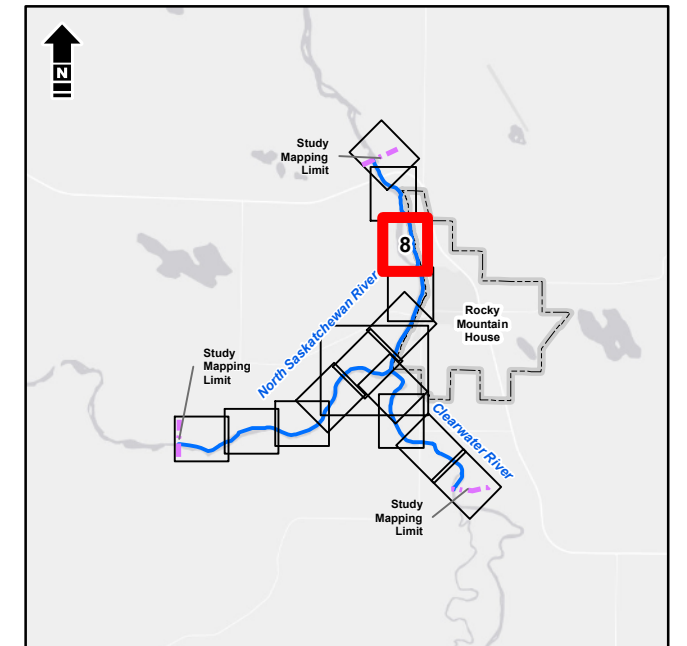 N
Study
Mapping
Limit
8
North Saskatchewan River
Rocky
Mountain
House
Study
Mapping
Limit
Clearwater River
Study
Mapping
Limit